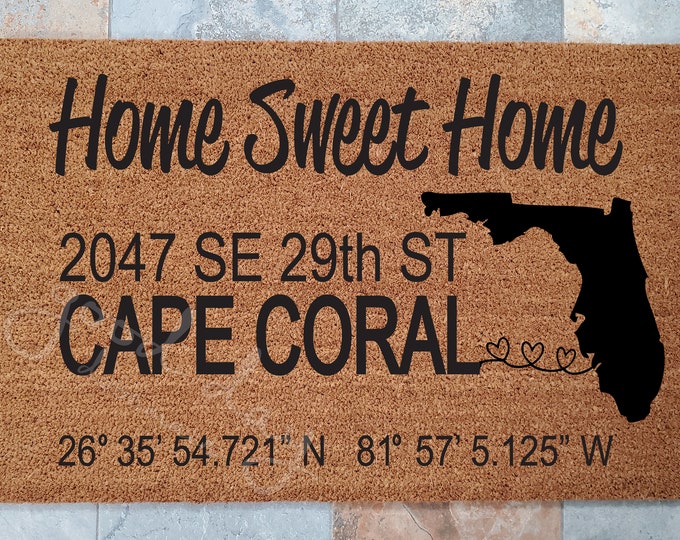 Home Sweet Home
2047 SE 29th ST
CAPE CORAL
26° 35’ 54.721” N 81° 57’ 5.125” W